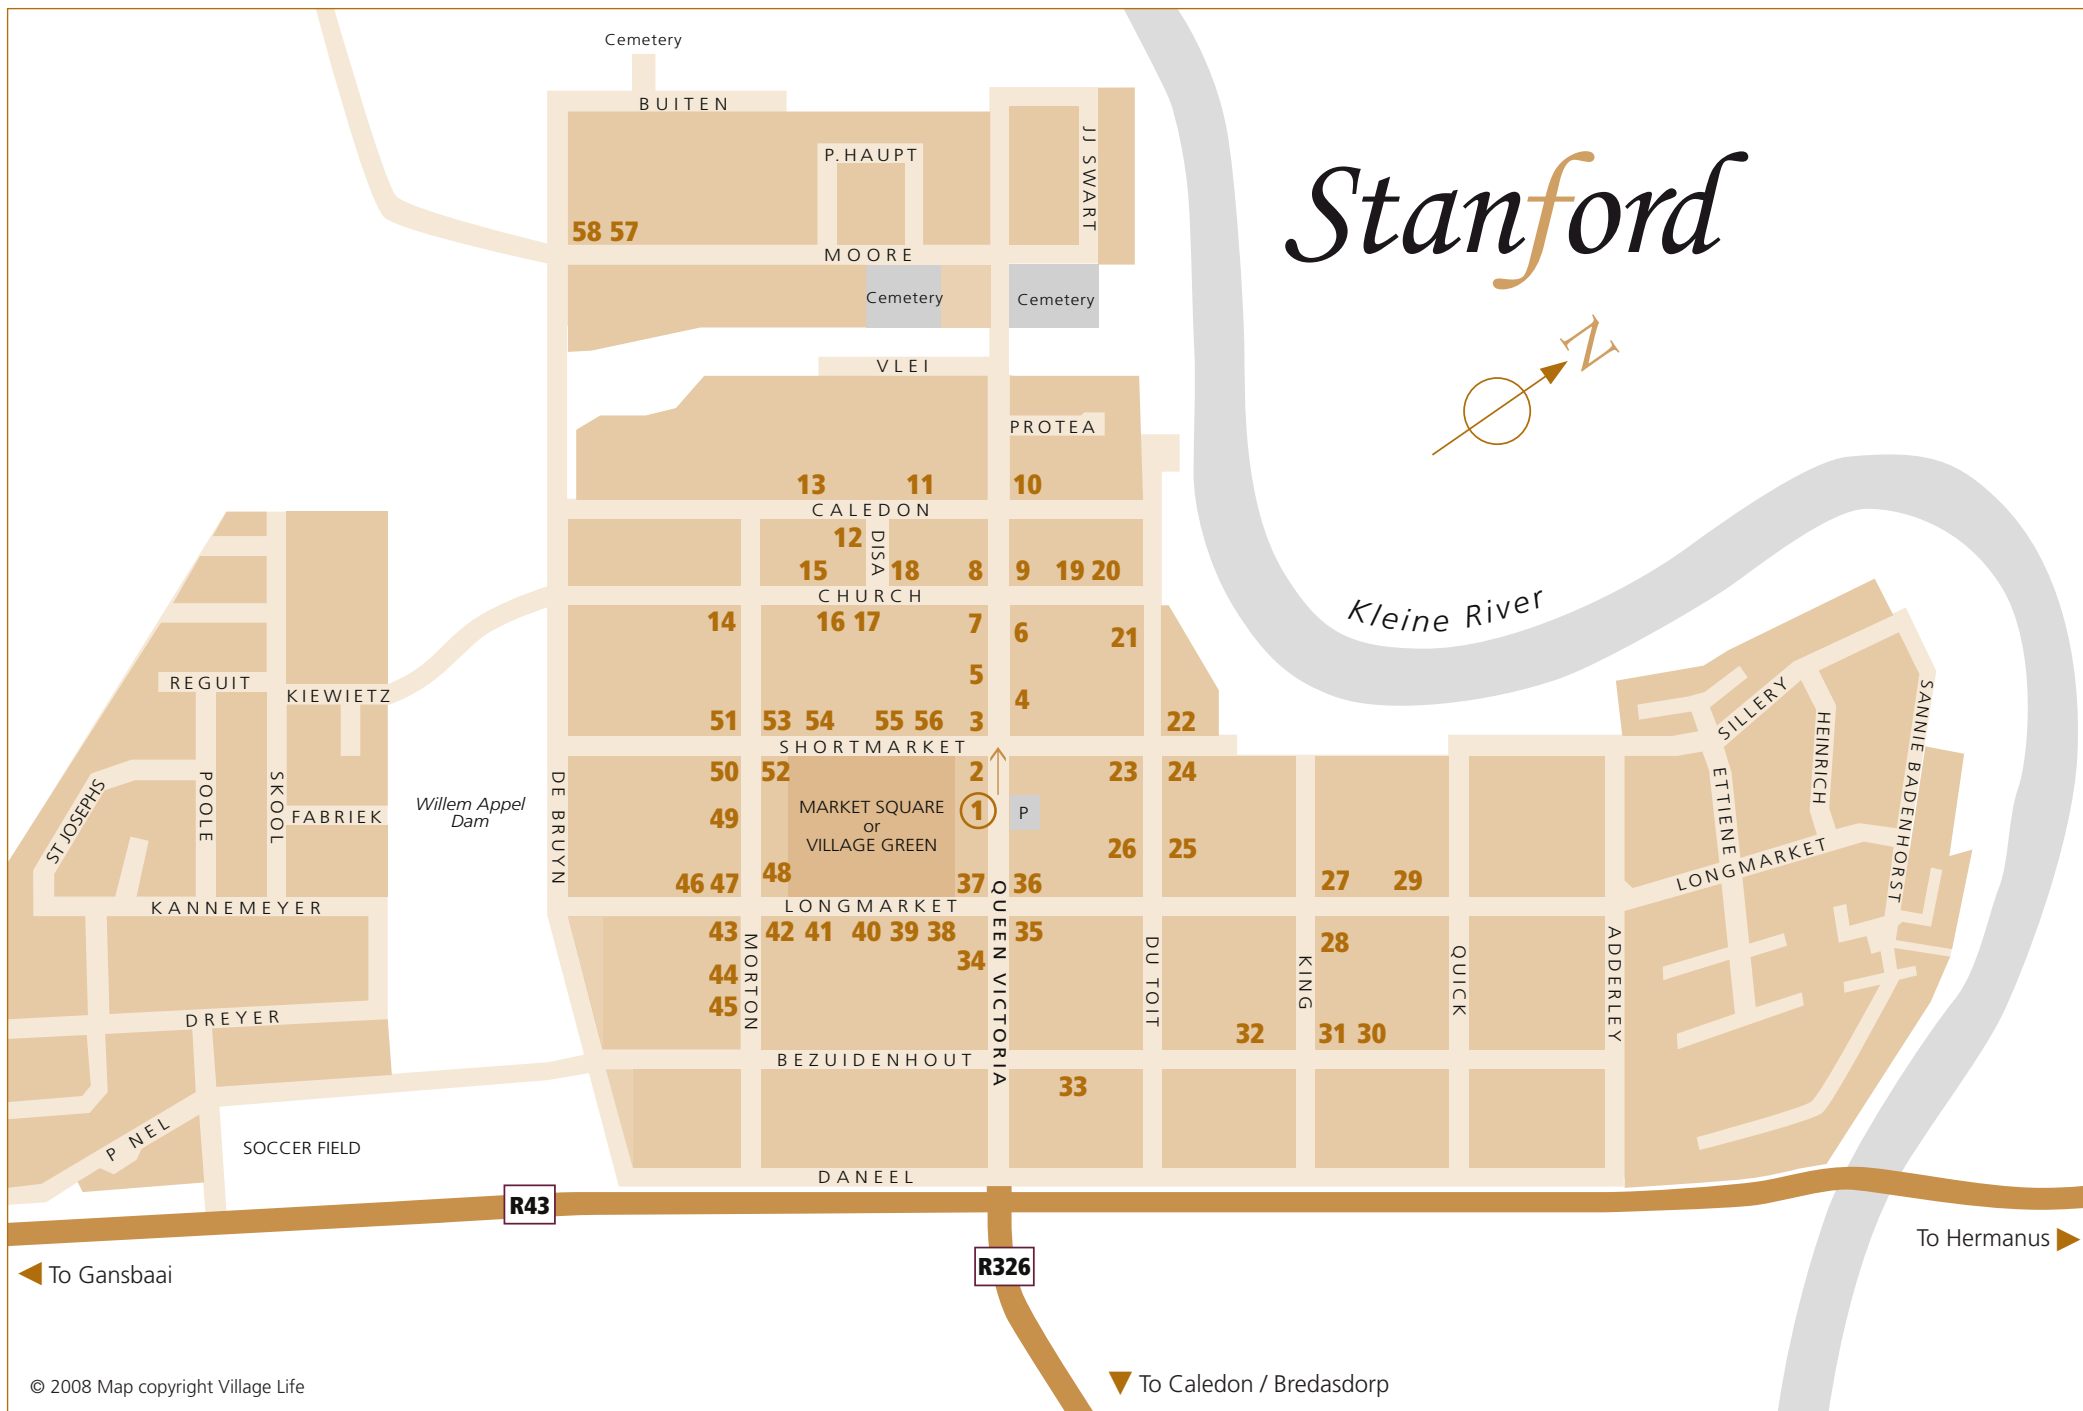 Cemetery
BUITEN
P.HAUPT
JJ SWART
Stanford
58 57
MOORE
Cemetery
Cemetery
N
VLEI
PROTEA
13
11
10
CALEDON
12
DISA
15
18
8
9
19 20
CHURCH
Kleine River
14
16 17
7
6
21
5
4
REGUIT
KIEWIETZ
51
53
54
55
56
3
22
SHORTMARKET
SILLERY
HEINRICH
SANNIE BADENHORST
ETTIENE
50
52
2
23
24
ST JOSEPHS
POOLE
SKOOL
FABRIEK
Willem Appel
Dam
DE BRUYN
49
MARKET SQUARE
or
VILLAGE GREEN
1
P
26
25
48
46 47
37
36
27
29
LONGMARKET
KANNEMEYER
LONGMARKET
QUEEN VICTORIA
43
42
41
40
39
38
35
34
28
44
45
MORTON
DU TOIT
KING
QUICK
ADDERLEY
DREYER
32
31 30
BEZUIDENHOUT
33
P NEL
SOCCER FIELD
DANEEL
R43
R326
To Hermanus
To Gansbaai
To Caledon / Bredasdorp
© 2008 Map copyright Village Life